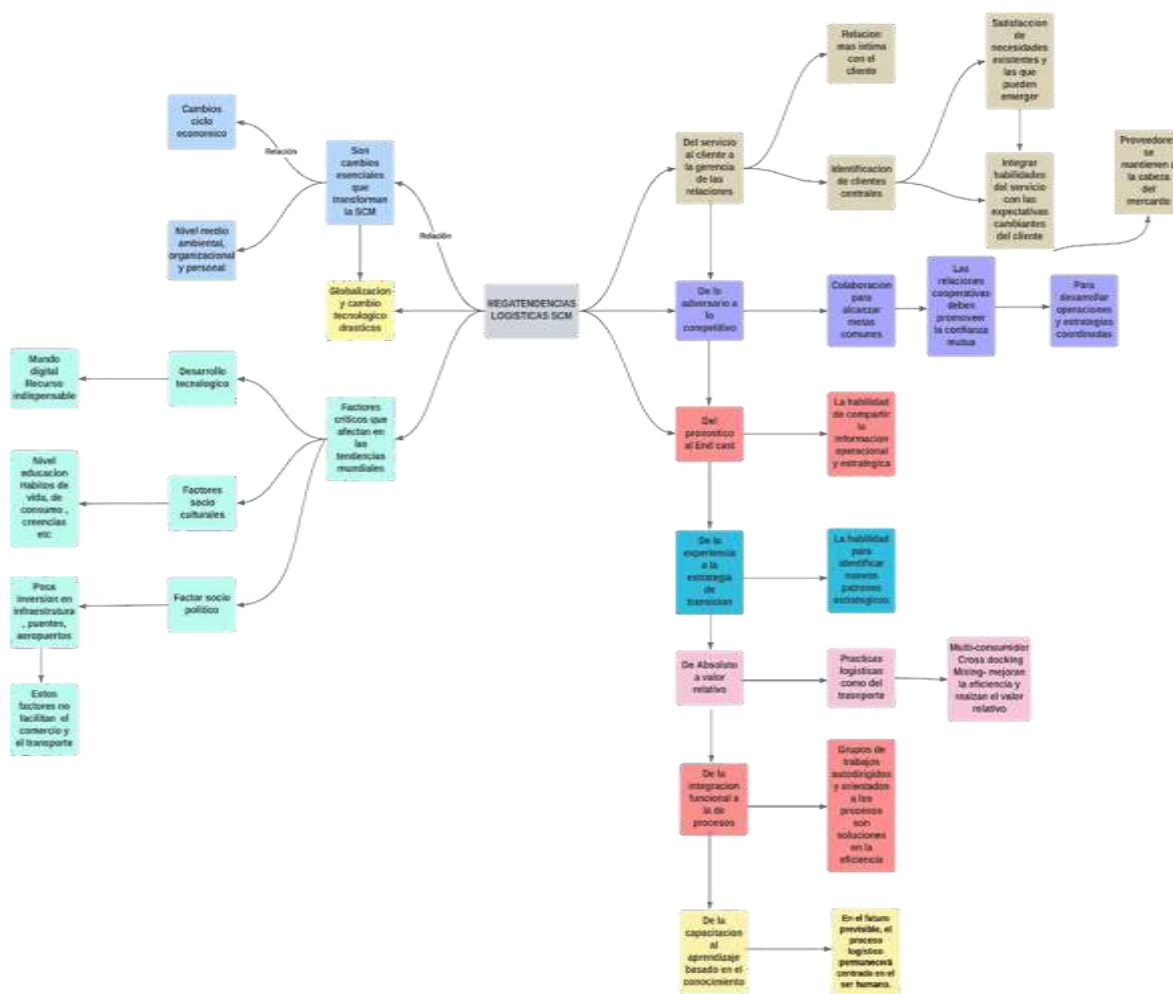 Relacion
mas intima
con el
cliente
Satisfaccion
de
necesidades
existentes y
las que
pueden
emerger
Cambios
ciclo
economico
Relación
Son
cambios
esenciales
que
transforman
la SCM
Del servicio
al cliente a
la gerencia
de las
relaciones
Identificacion
de clientes
centrales
Integrar
habilidades
del servicio
con las
expectativas
cambiantes
del cliente
Proveedores
se
mantienen a
la cabeza
del
mercardo
Nivel medio
ambiental,
organizacional
y personal
Relación
Globalizacion
y cambio
tecnologico
drasticos
MEGATENDENCIAS
LOGISTICAS SCM
De lo
adversario a
lo
competitivo
Colaboracion
para
alcanzar
metas
comunes
Las
relaciones
cooperativas
deben
promoveer
la confianza
mutua
Para
desarrollar
operaciones
y estrategias
coordinadas
Mundo
digital
Recurso
indispensable
Desarrollo
tecnologico
Factores
criticos que
afectan en
las
tendencias
mundiales
Del
pronostico
al End cast
La habilidad
de compartir
la
informacion
operacional
y estrategica
Nivel
educacion
Habitos de
vida, de
consumo ,
creencias
etc
Factores
socio
culturales
De la
experiencia
a la
estrategia
de
transision
La habilidad
para
identificar
nuevos
patrones
estratégicos
Poca
inversion en
infraestrutura
, puentes,
aeropuertos
Factor socio
político
Estos
factores no
facilitan el
comercio y
el transporte
De Absoluto
a valor
relativo
Practicas
logisticas
como del
transporte
Multi-consumidor
Cross docking
Mixing- mejoran
la eficiencia y
realzan el valor
relativo
De la
integracion
funcional a
la de
procesos
Grupos de
trabajos
autodirigidos
y orientados
a los
procesos
son
soluciones
en la
eficiencia
De la
capacitacion
al
aprendizaje
basado en el
conocimiento
En el futuro
previsible, el
proceso
logístico
permanecerá
centrado en el
ser humano.